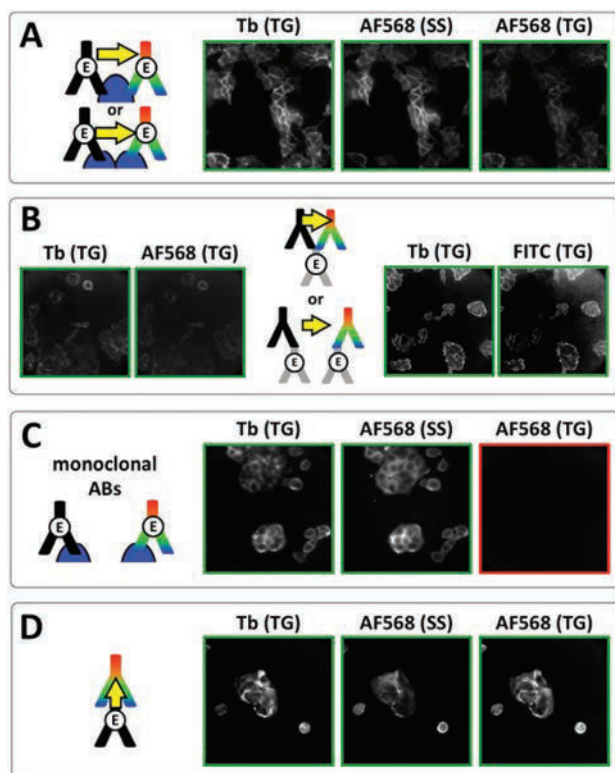 A
Tb (TG) AF568 (SS) AF568 (TG)
E E
or
E E
B
Tb (TG) AF568 (TG)
E
or
E E
Tb (TG) FITC (TG)
C
monoclonal
ABs
E E
Tb (TG) AF568 (SS) AF568 (TG)
D
E
Tb (TG) AF568 (SS) AF568 (TG)